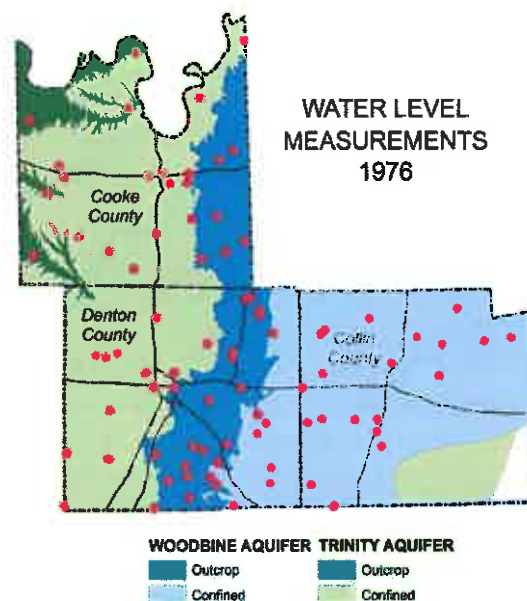 WATER LEVEL
MEASUREMENTS
1976
Cooke
County
Denton
County
Collin
County
WOODBINE AQUIFER TRINITY AQUIFER
Outcrop Outcrop
Confined Confined